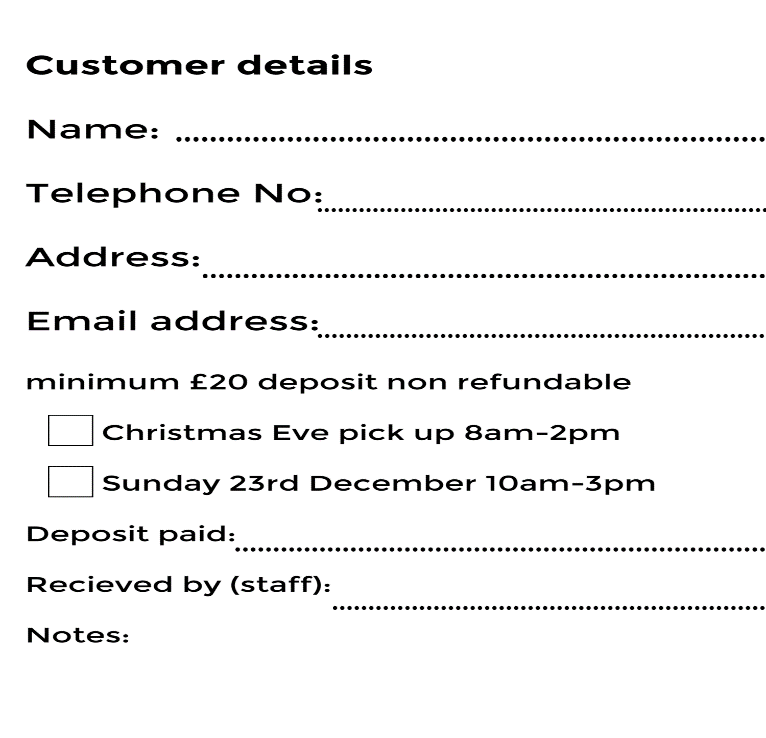 Customer details
Name:
Telephone No:
Address:
Email address:
minimum £20 deposit non refundable
Christmas Eve pick up 8am-2pm
Sunday 23rd December 10am-3pm
Deposit paid:
Recieved by (staff):
Notes: